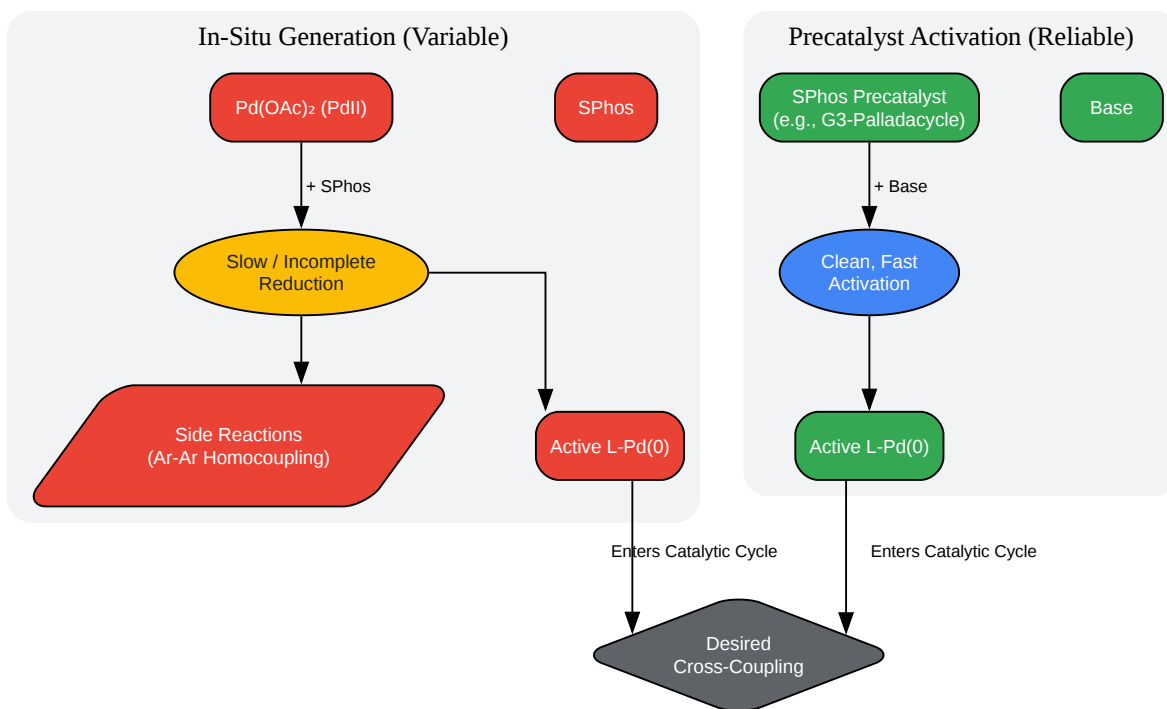 In-Situ Generation (Variable)
Pd(OAc)₂ (PdII)
SPhos
+ SPhos
Slow / Incomplete
Reduction
Side Reactions
(Ar-Ar Homocoupling)
Active L-Pd(0)
Enters Catalytic Cycle
Precatalyst Activation (Reliable)
SPhos Precatalyst
(e.g., G3-Palladacycle)
Base
+ Base
Clean, Fast
Activation
Active L-Pd(0)
Enters Catalytic Cycle
Desired
Cross-Coupling